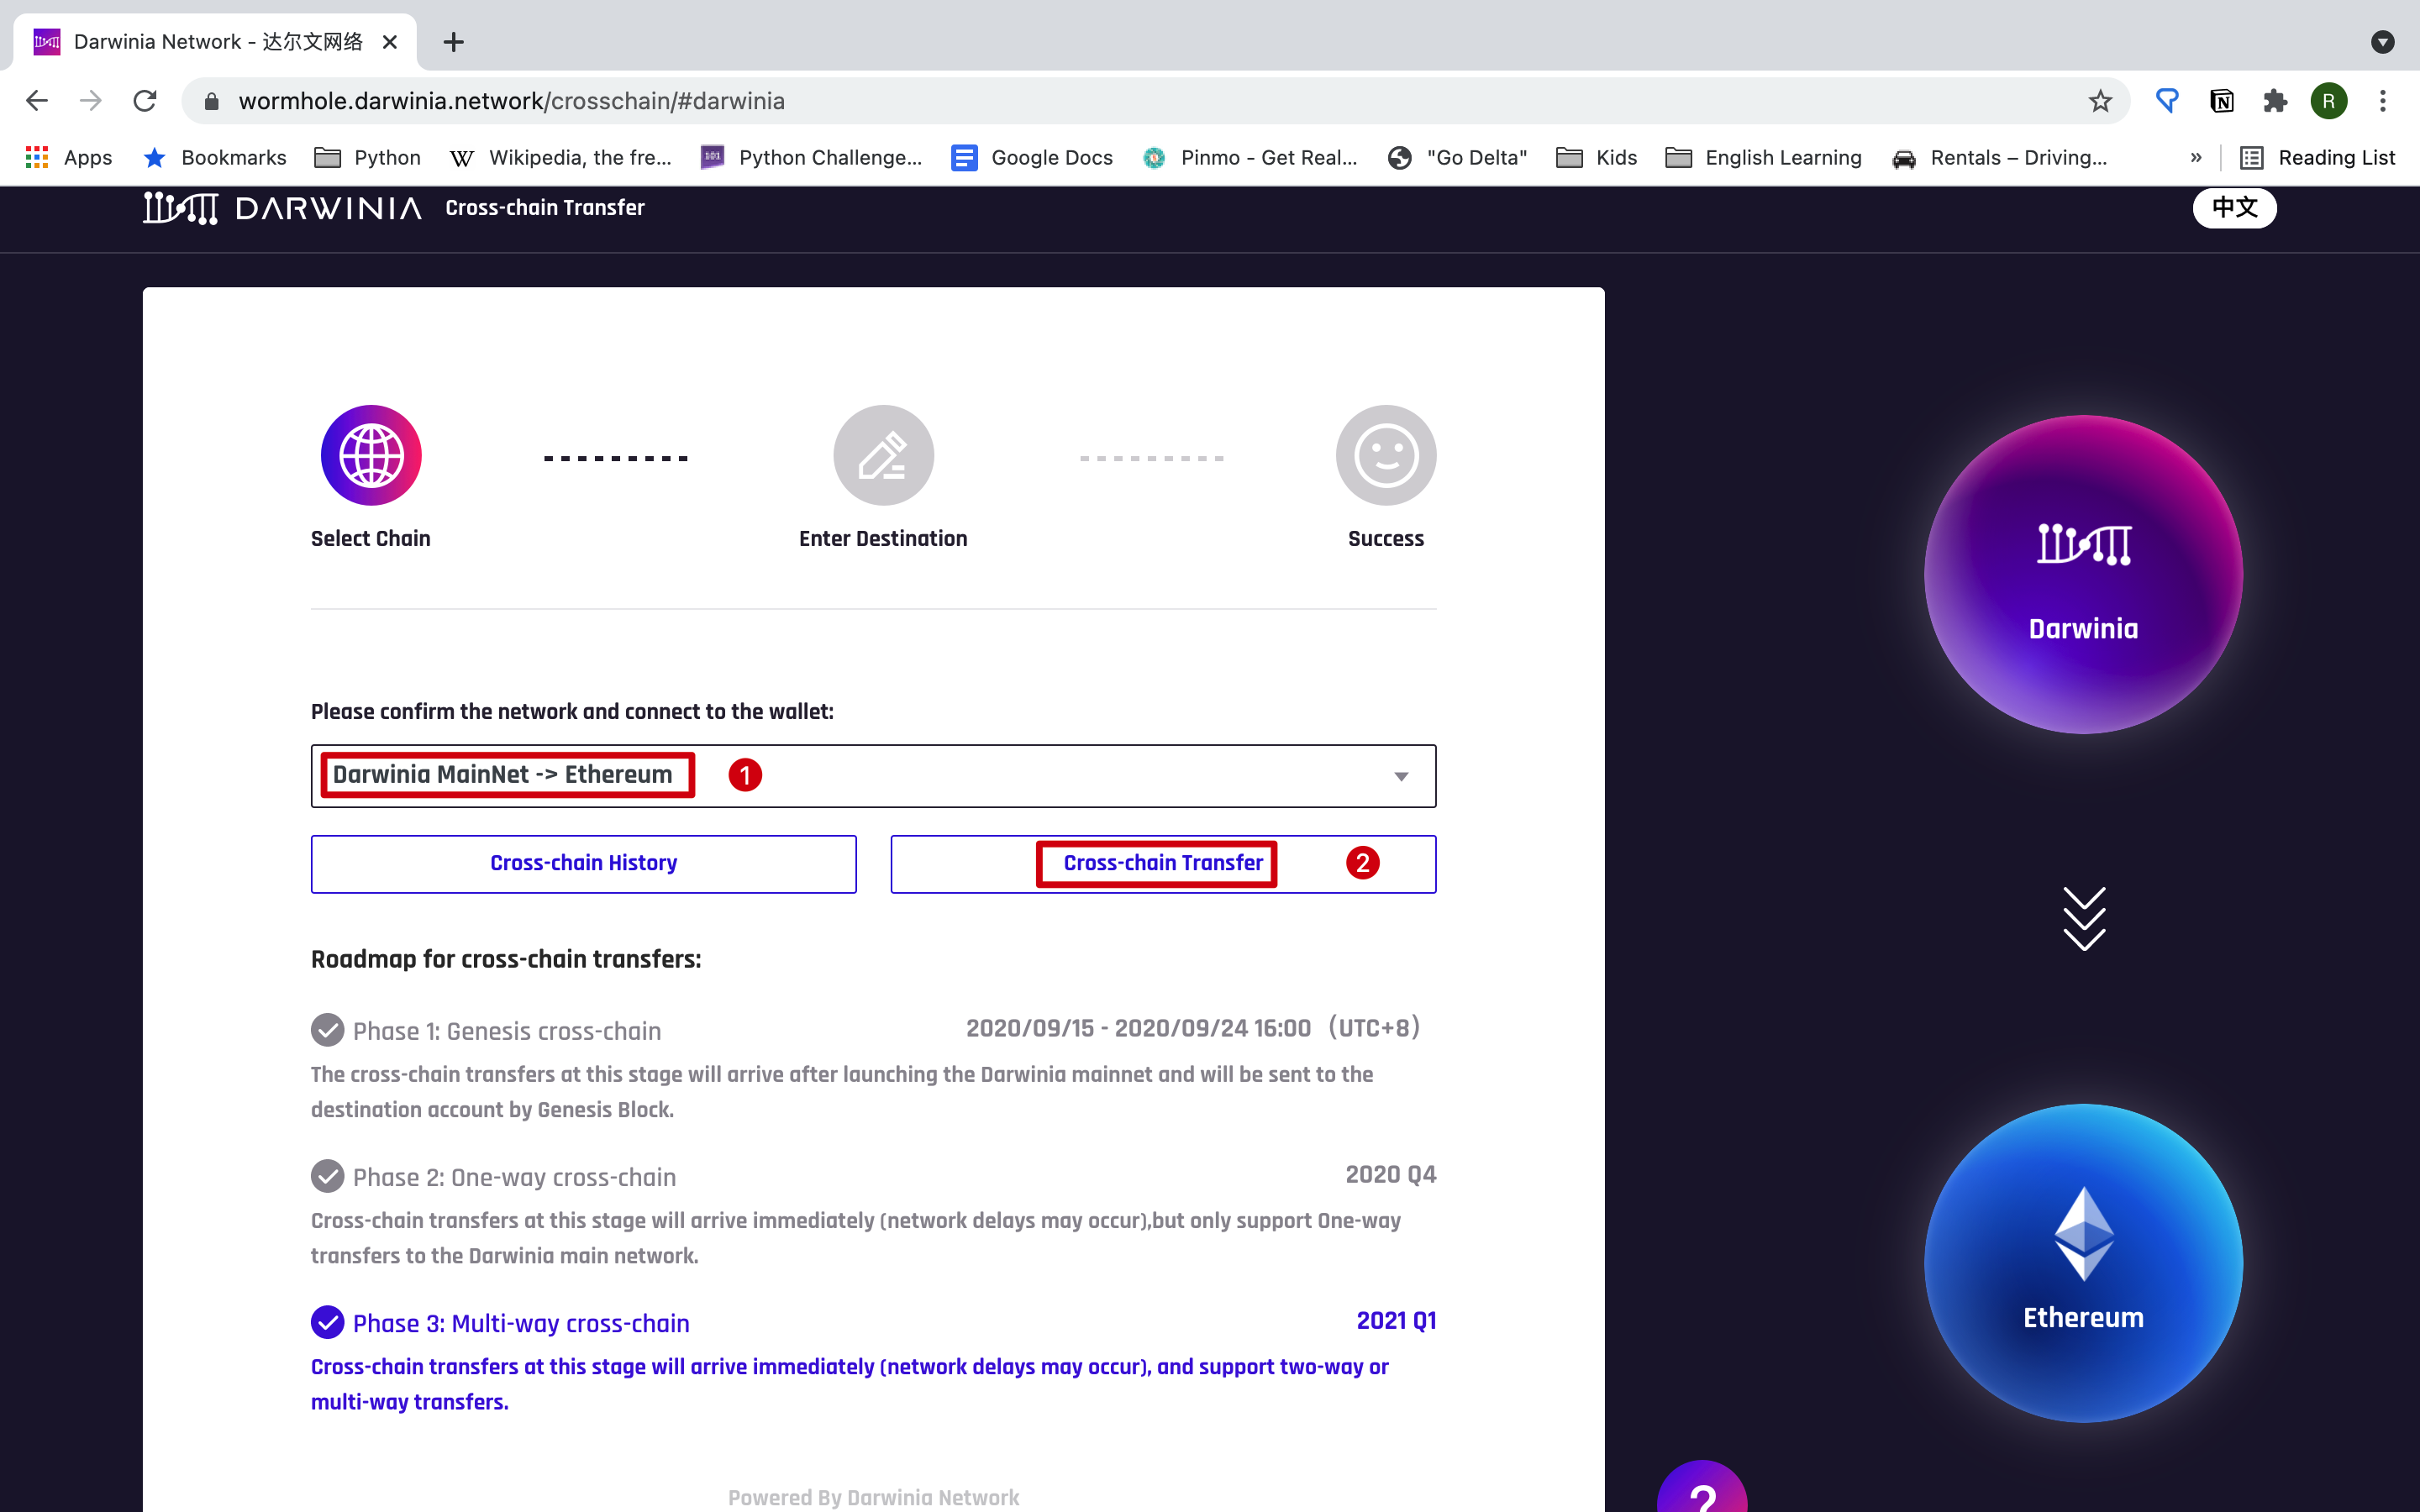 Darwinia Network - 达尔文网络
wormhole.darwinia.network/crosschain/#darwinia
R
Apps Bookmarks Python Wikipedia, the fre... Python Challenge... Google Docs Pinmo - Get Real... "Go Delta" Kids English Learning Rentals – Driving... » Reading List
DARWINIA Cross-chain Transfer 中文
Select Chain Enter Destination Success
Please confirm the network and connect to the wallet:
Darwinia MainNet -> Ethereum 1
Cross-chain History Cross-chain Transfer 2
Roadmap for cross-chain transfers:
Phase 1: Genesis cross-chain 2020/09/15 - 2020/09/24 16:00（UTC+8）
The cross-chain transfers at this stage will arrive after launching the Darwinia mainnet and will be sent to the
destination account by Genesis Block.
Phase 2: One-way cross-chain 2020 Q4
Cross-chain transfers at this stage will arrive immediately (network delays may occur),but only support One-way
transfers to the Darwinia main network.
Phase 3: Multi-way cross-chain 2021 Q1
Cross-chain transfers at this stage will arrive immediately (network delays may occur), and support two-way or
multi-way transfers.
Powered By Darwinia Network
Darwinia
Ethereum
?